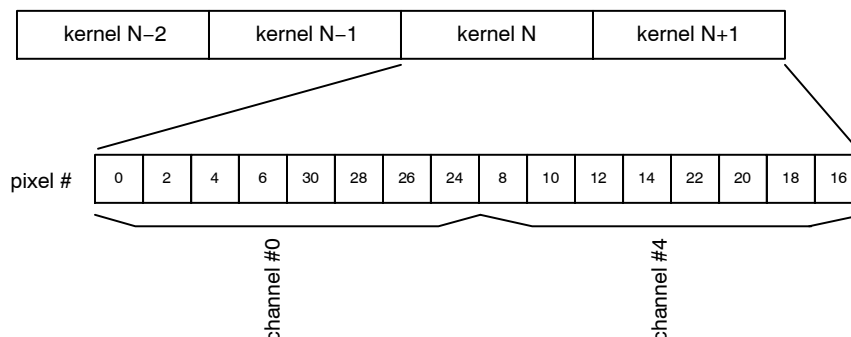 kernel N−2 kernel N−1 kernel N kernel N+1
pixel # 0 2 4 6 30 28 26 24 8 10 12 14 22 20 18 16
channel #0
channel #4